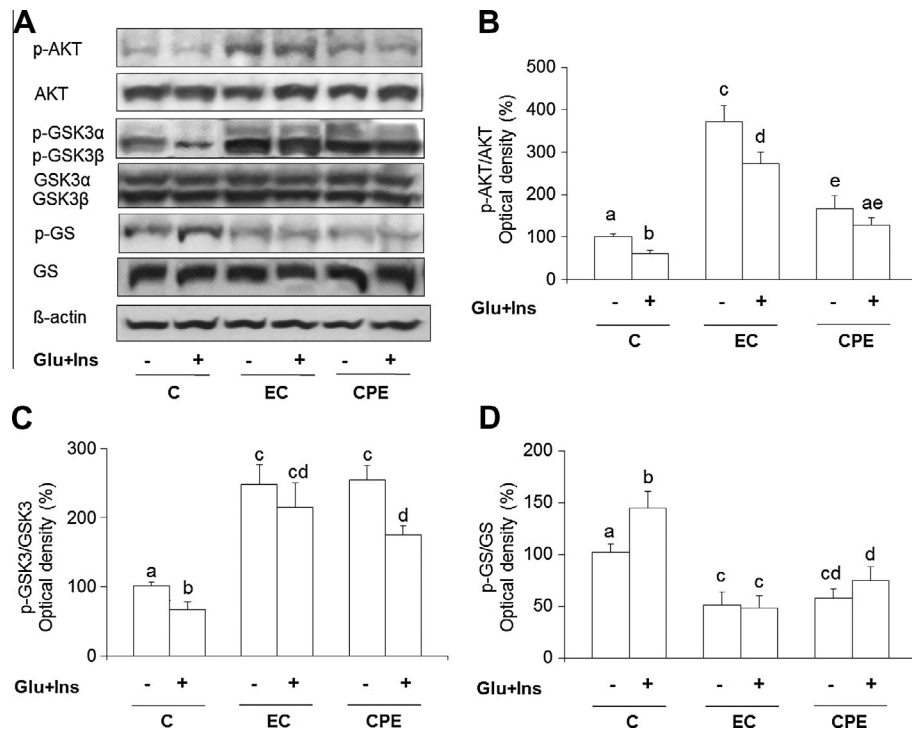 A
p-AKT
AKT
p-GSK3α
p-GSK3β
GSK3α
GSK3β
p-GS
GS
ß-actin
Glu+Ins - + - + - +
C EC CPE
B
p-AKT/AKT
Optical density (%)
500
400
300
200
100
0
a b c d e ae
Glu+Ins - + - + - +
C EC CPE
C
p-GSK3/GSK3
Optical density (%)
300
200
100
0
a b c cd c d
Glu+Ins - + - + - +
C EC CPE
D
p-GS/GS
Optical density (%)
200
150
100
50
0
a b c c cd d
Glu+Ins - + - + - +
C EC CPE